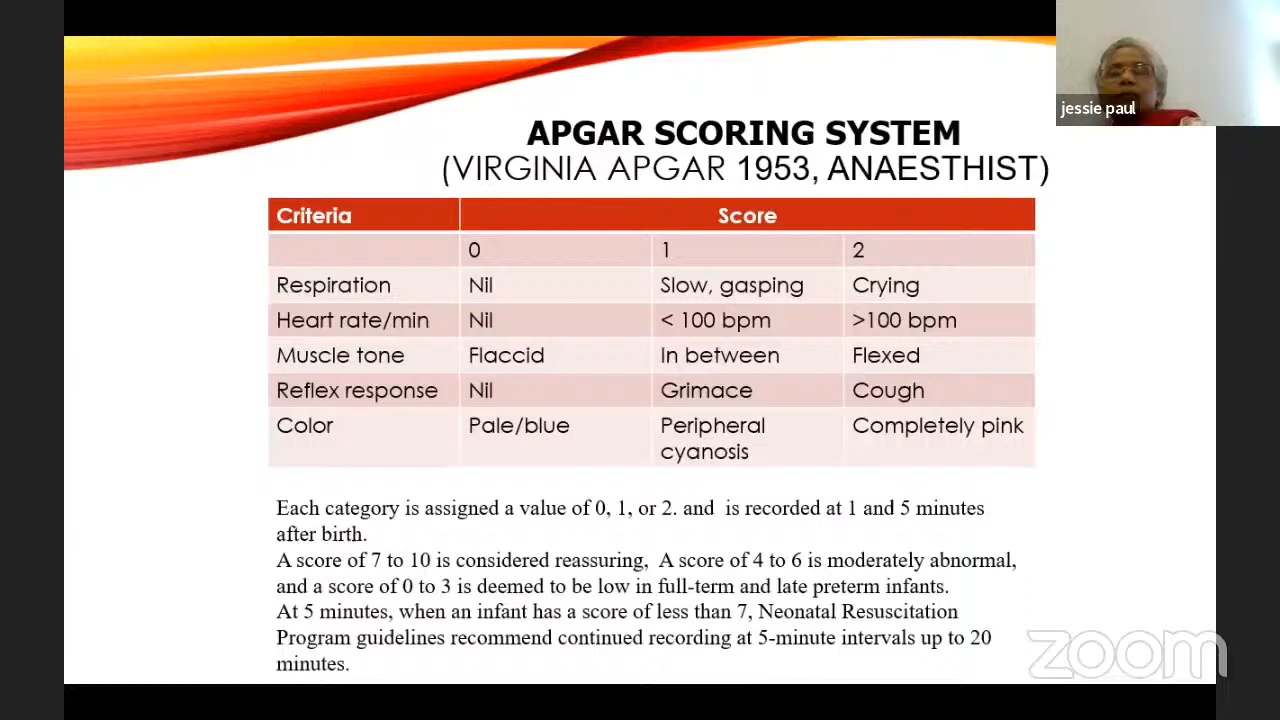 jessie paul
APGAR SCORING SYSTEM
(VIRGINIA APGAR 1953, ANAESTHIST)
Criteria Score
0 1 2
Respiration Nil Slow, gasping Crying
Heart rate/min Nil < 100 bpm >100 bpm
Muscle tone Flaccid In between Flexed
Reflex response Nil Grimace Cough
Color Pale/blue Peripheral Completely pink
cyanosis
Each category is assigned a value of 0, 1, or 2. and is recorded at 1 and 5 minutes
after birth.
A score of 7 to 10 is considered reassuring, A score of 4 to 6 is moderately abnormal,
and a score of 0 to 3 is deemed to be low in full-term and late preterm infants.
At 5 minutes, when an infant has a score of less than 7, Neonatal Resuscitation
Program guidelines recommend continued recording at 5-minute intervals up to 20
minutes.
zoom